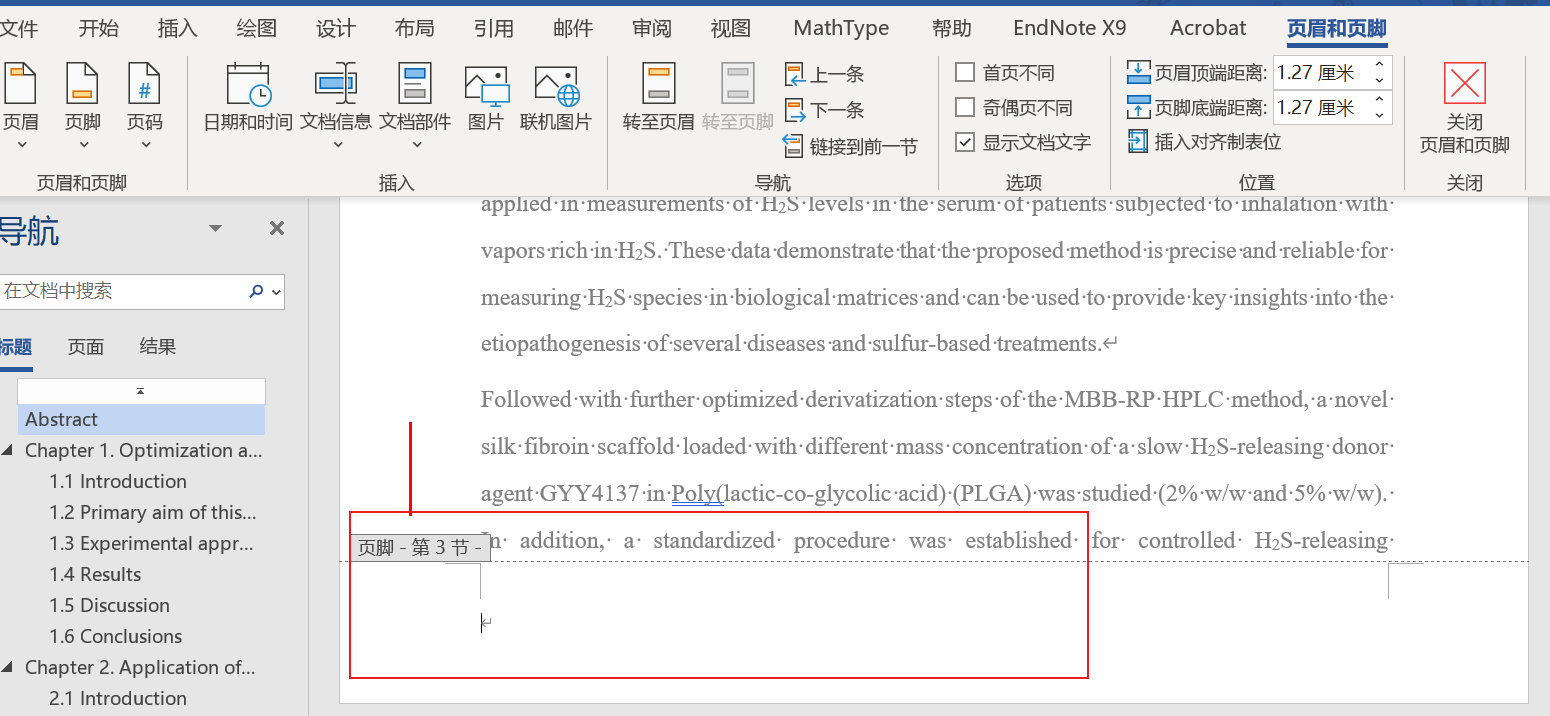 文件 开始 插入 绘图 设计 布局 引用 邮件 审阅 视图 MathType 帮助 EndNote X9 Acrobat 页眉和页脚
页眉 页脚 # 页码
页眉和页脚
日期和时间 文档信息 文档部件 图片 联机图片
插入
转至页眉 转至页脚
上一条
下一条
链接到前一节
导航
首页不同
奇偶页不同
显示文档文字
选项
页眉顶端距离: 1.27 厘米
页脚底端距离: 1.27 厘米
插入对齐制表位
位置
关闭
页眉和页脚
关闭
导航
在文档中搜索
标题 页面 结果
Abstract
Chapter 1. Optimization a...
1.1 Introduction
1.2 Primary aim of this...
1.3 Experimental appr...
1.4 Results
1.5 Discussion
1.6 Conclusions
Chapter 2. Application of...
2.1 Introduction
applied in measurements of H2S levels in the serum of patients subjected to inhalation with
vapors rich in H2S. These data demonstrate that the proposed method is precise and reliable for
measuring H2S species in biological matrices and can be used to provide key insights into the
etiopathogenesis of several diseases and sulfur-based treatments.↵
Followed with further optimized derivatization steps of the MBB-RP HPLC method, a novel
silk fibroin scaffold loaded with different mass concentration of a slow H2S-releasing donor
agent GYY4137 in Poly(lactic-co-glycolic acid) (PLGA) was studied (2% w/w and 5% w/w).
In addition, a standardized procedure was established for controlled H2S-releasing
页脚 - 第 3 节 -
↵